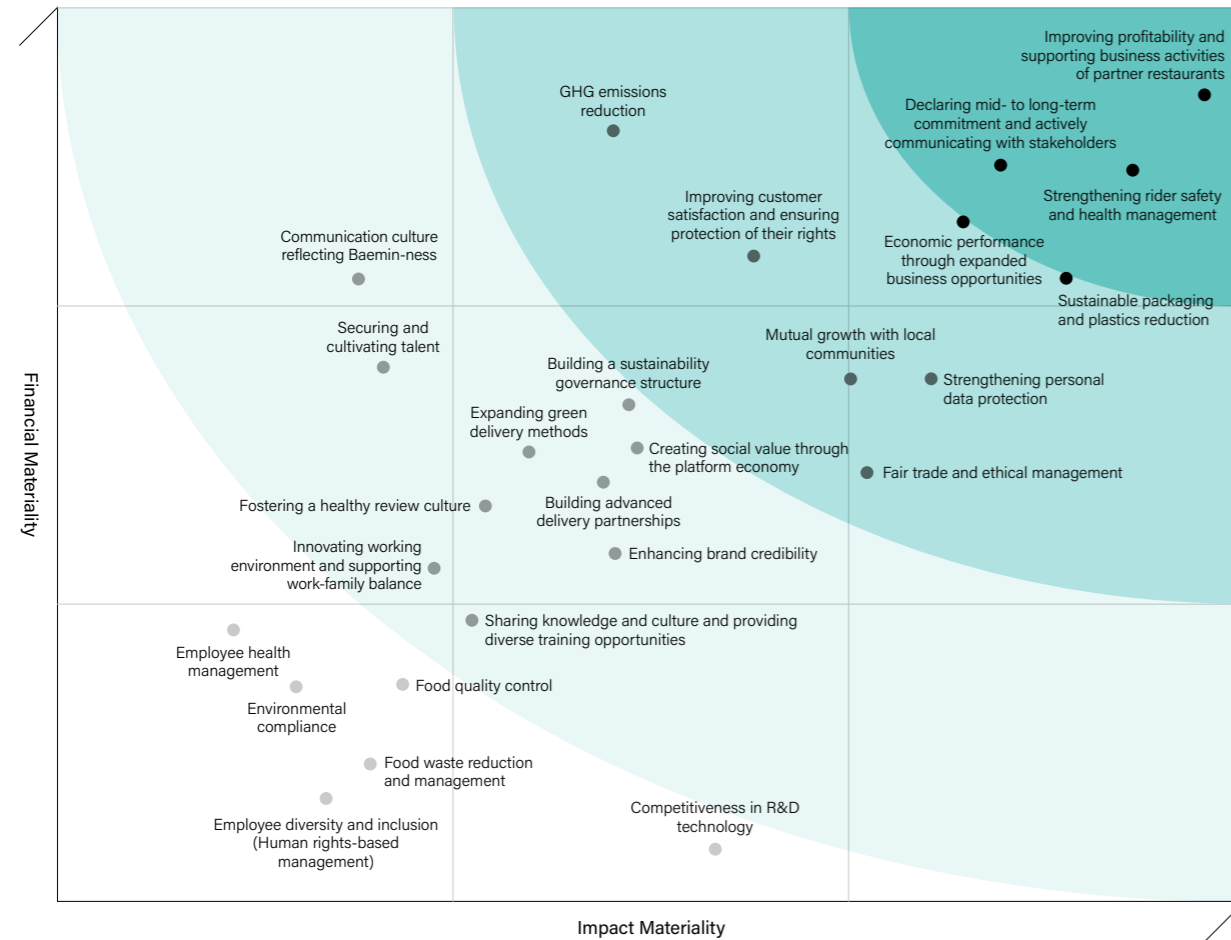 Improving profitability and
supporting business activities
of partner restaurants
GHG emissions
reduction
Declaring mid- to long-term
commitment and actively
communicating with stakeholders
Improving customer
satisfaction and ensuring
protection of their rights
Strengthening rider safety
and health management
Communication culture
reflecting Baemin-ness
Economic performance
through expanded
business opportunities
Sustainable packaging
and plastics reduction
Securing and
cultivating talent
Mutual growth with local
communities
Building a sustainability
governance structure
Strengthening personal
data protection
Expanding green
delivery methods
Creating social value through
the platform economy
Fair trade and ethical management
Fostering a healthy review culture
Building advanced
delivery partnerships
Innovating working
environment and supporting
work-family balance
Enhancing brand credibility
Sharing knowledge and culture and providing
diverse training opportunities
Employee health
management
Food quality control
Environmental
compliance
Food waste reduction
and management
Employee diversity and inclusion
(Human rights-based
management)
Competitiveness in R&D
technology
Financial Materiality
Impact Materiality